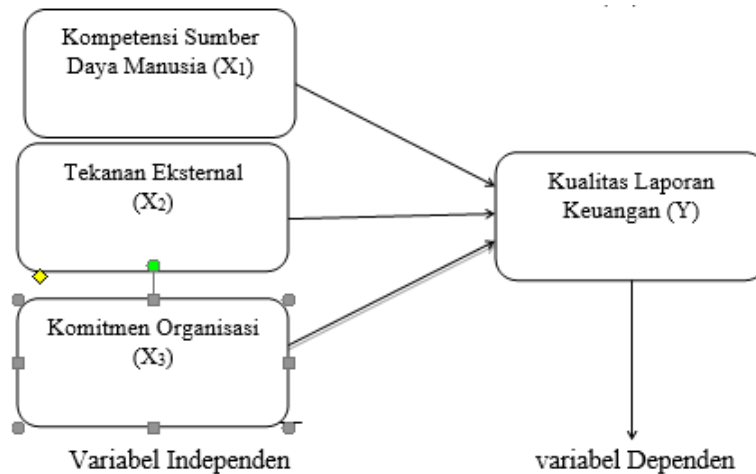 Kompetensi Sumber
Daya Manusia (X₁)
Tekanan Eksternal
(X₂)
Kualitas Laporan
Keuangan (Y)
Komitmen Organisasi
(X₃)
Variabel Independen
variabel Dependen